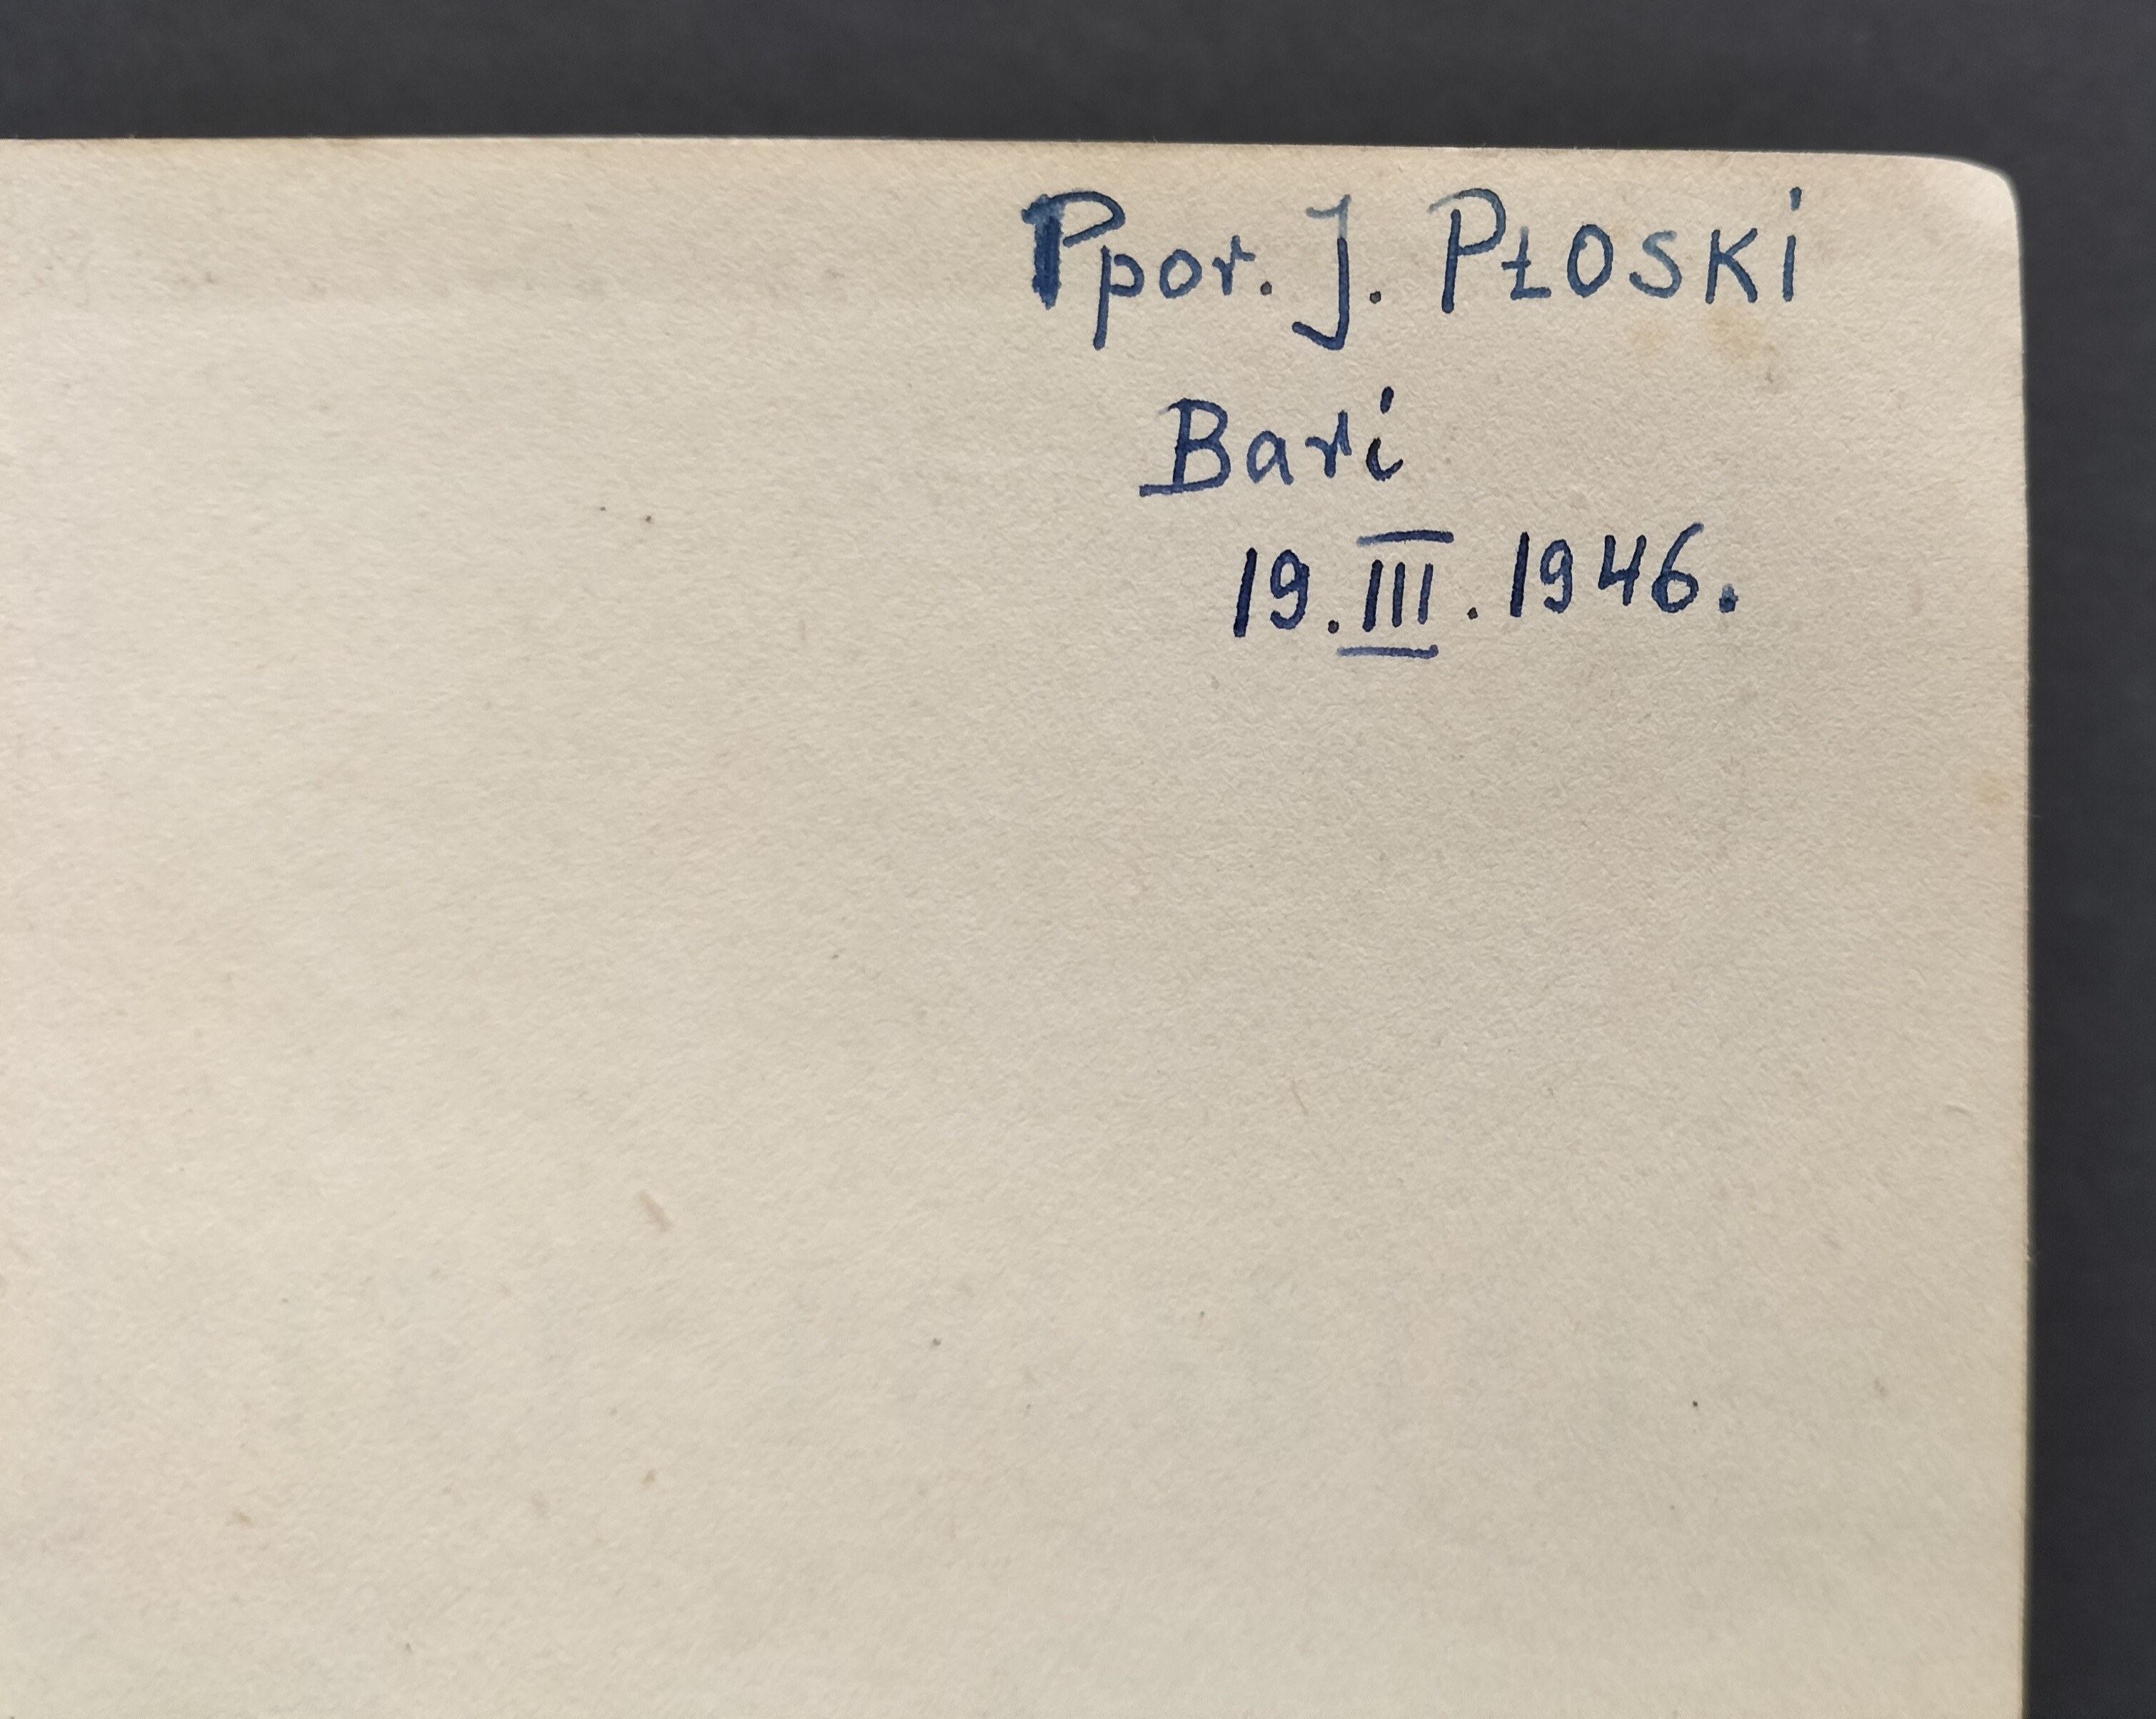 Ppor. J. PŁOSKi
Bari
19.III.1946.